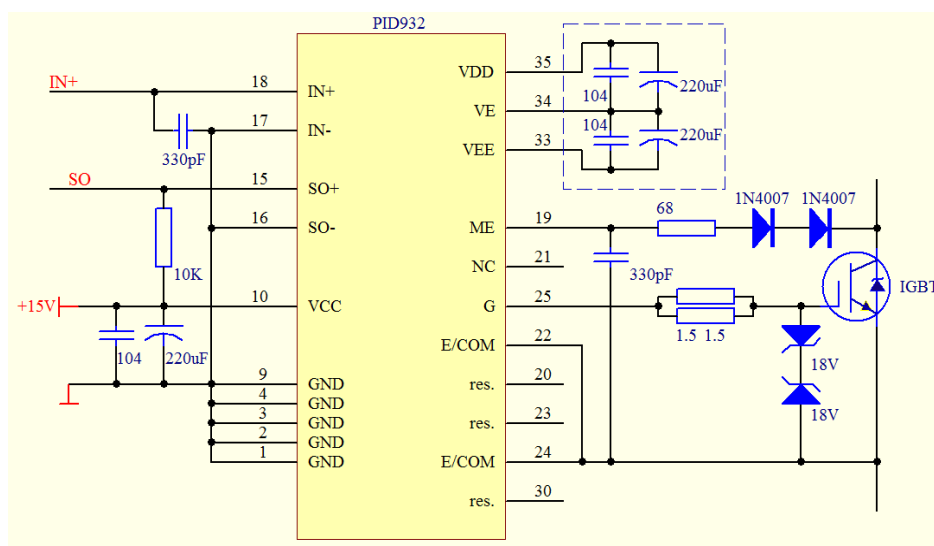 PID932
IN+ 18 IN+
17 IN-
330pF
SO 15 SO+
16 SO-
10K
+15V 10 VCC
104 220uF
9 GND
4 GND
3 GND
2 GND
1 GND
VDD 35
104 220uF
VE 34
104 220uF
VEE 33
ME 19 68 1N4007 1N4007
NC 21
330pF
G 25
1.5 1.5
IGBT
E/COM 22
18V
res. 20
18V
res. 23
E/COM 24
res. 30